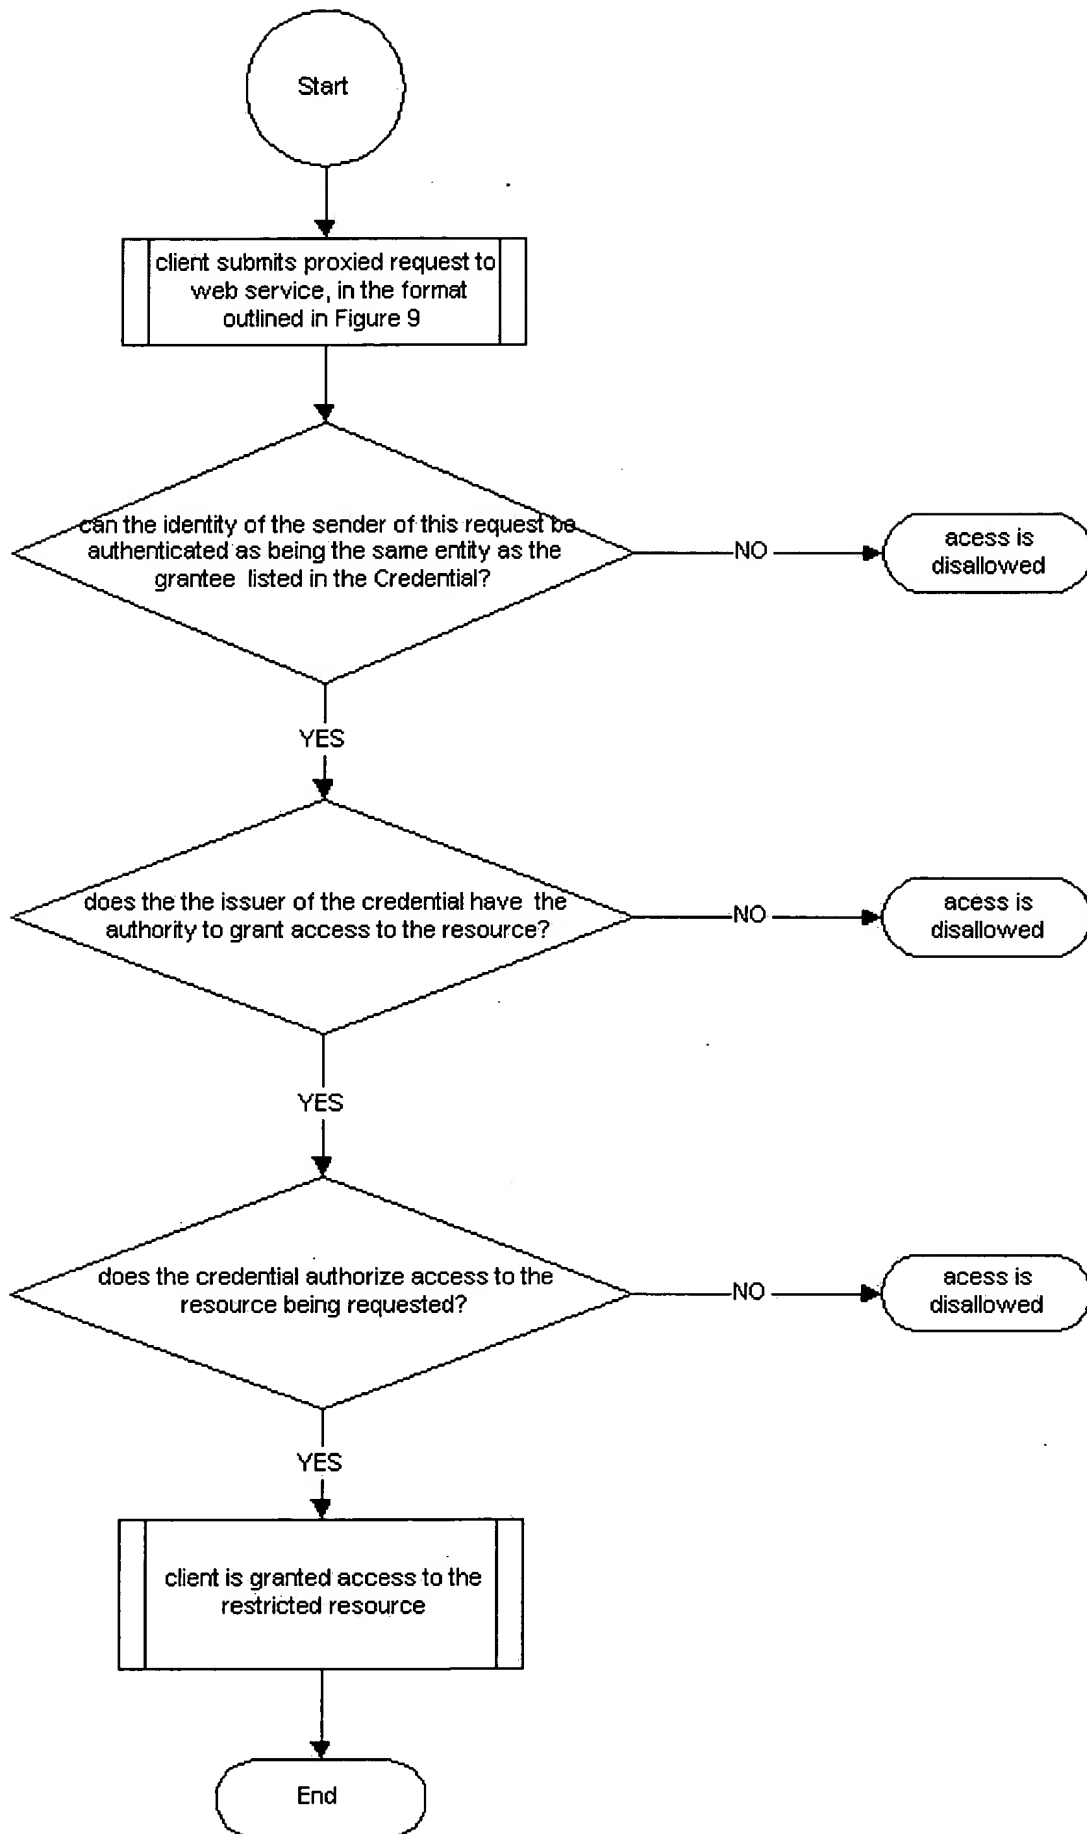 Start
client submits proxied request to
web service, in the format
outlined in Figure 9
can the identity of the sender of this request be
authenticated as being the same entity as the
grantee listed in the Credential?
NO
acess is
disallowed
YES
does the the issuer of the credential have the
authority to grant access to the resource?
NO
acess is
disallowed
YES
does the credential authorize access to the
resource being requested?
NO
acess is
disallowed
YES
client is granted access to the
restricted resource
End